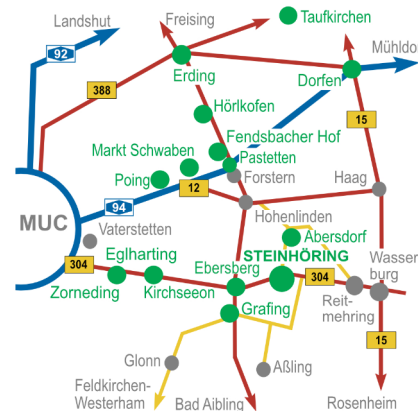 Landshut
Freising
Taufkirchen
92
Mühldo
Erding
Dorfen
388
Hörlkofen
15
Fendsbacher Hof
Markt Schwaben
Pastetten
Poing
12
Forstern
Haag
94
MUC
Hohenlinden
Vaterstetten
Abersdorf
Eglharting
STEINHÖRING
Wasser
burg
304
Ebersberg
304
Zorneding
Kirchseeon
Reit-
mehring
Grafing
15
Glonn
Aßling
Feldkirchen-
Westerham
Bad Aibling
Rosenheim